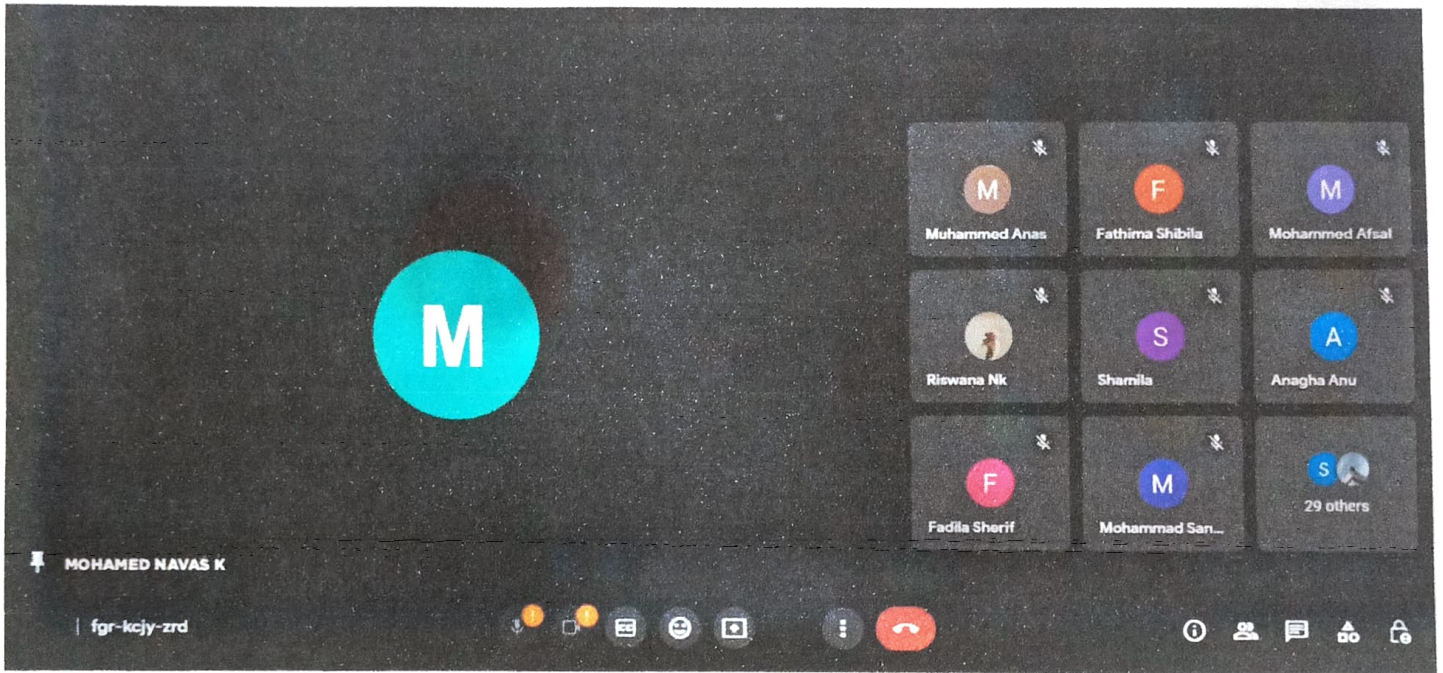 M
M
Muhammed Anas
F
Fathima Shibila
M
Mohammed Afsal
Riswana Nk
S
Shamila
A
Anagha Anu
F
Fadila Sherif
M
Mohammad San...
S
29 others
MOHAMED NAVAS K
fgr-kcjy-zrd
CC